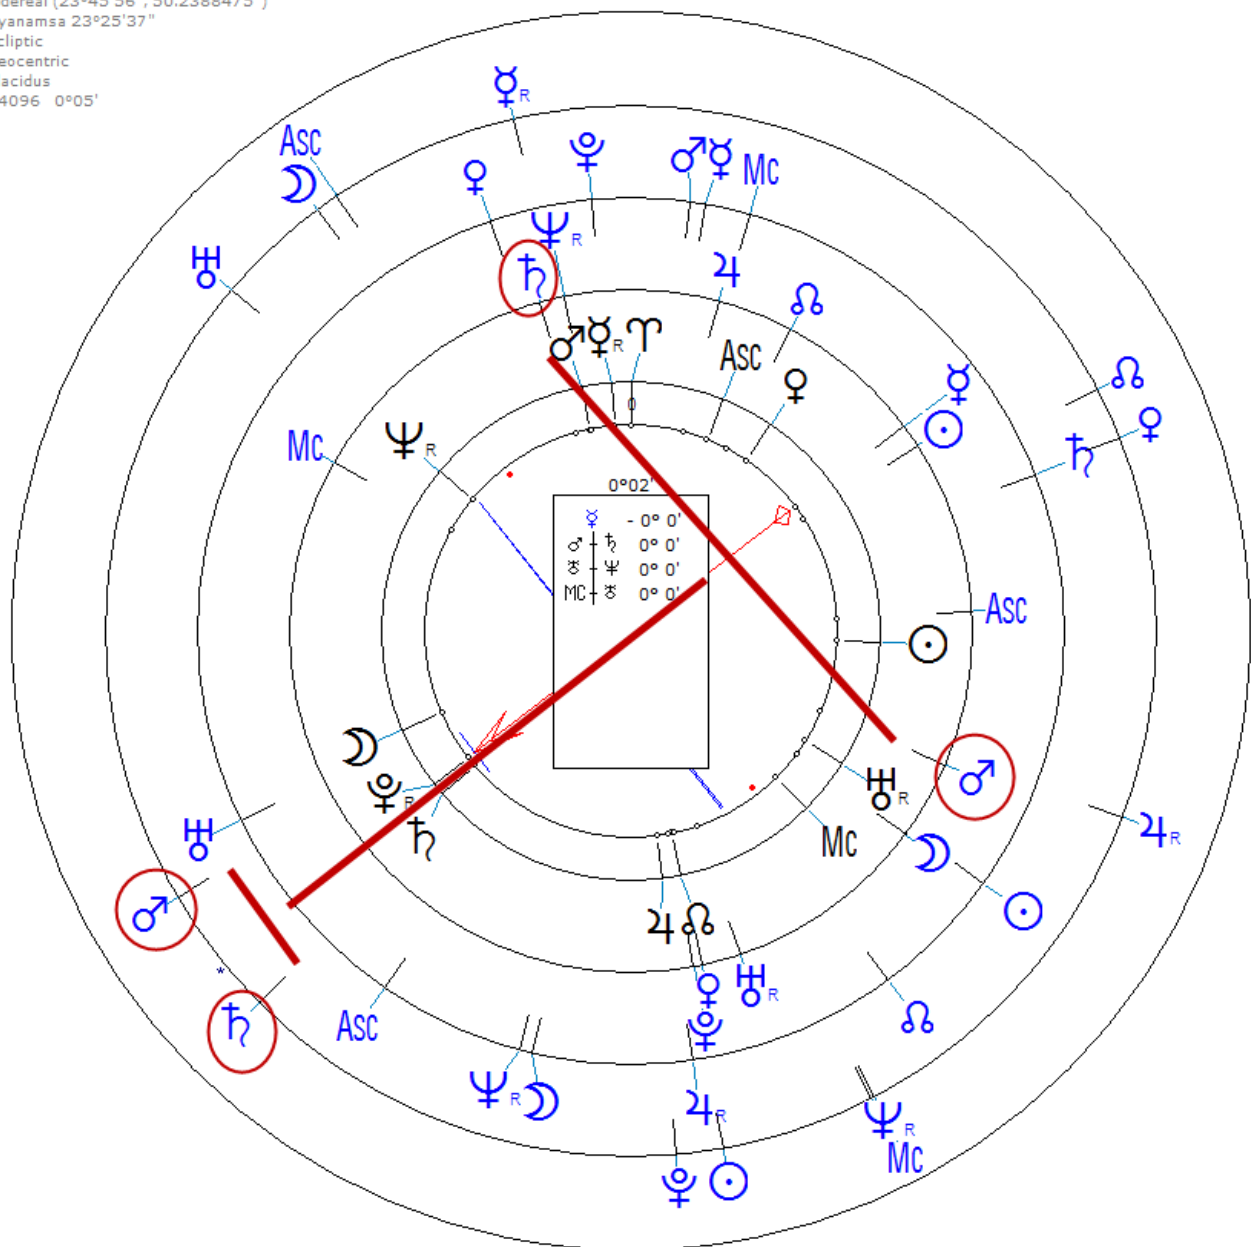 yanamsa 23°25'37"
cliptic
eocentric
acidus
4096 0°05'
☿R
Asc
☽
♀
♇
♂☿
Mc
♅
♆R
♄
♃
☊
♂☿R♈
Asc
♀
☿
☊
0
Mc
♆R
☉
♄
♀
0°02'
☿ - 0° 0'
♂ ♄ 0° 0'
0° 0'
MC 0° 0'
Asc
☉
☽
♇R
♄
♅R
♂
♅
Mc
☽
♃R
♂
*
♃☊
☉
♄
Asc
♀
♅R
☊
♇
♆R☽
♃R
♆R
Mc
♇
☉